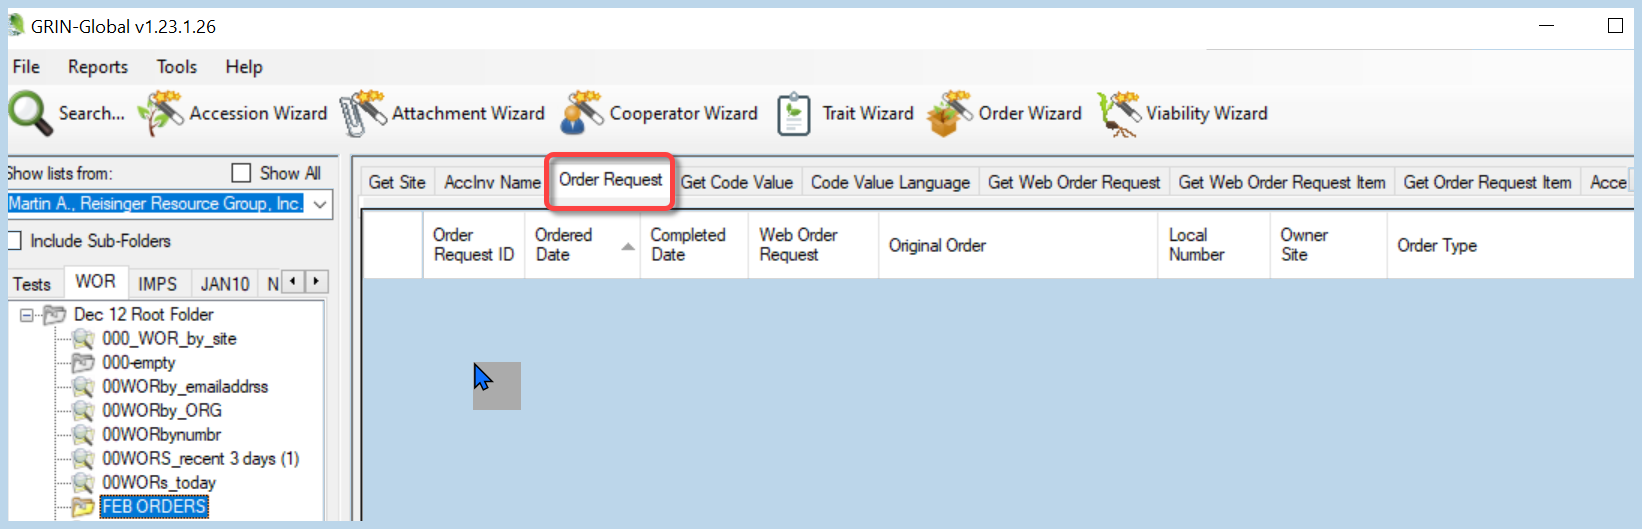 GRIN-Global v1.23.1.26
File Reports Tools Help
Search... Accession Wizard Attachment Wizard Cooperator Wizard Trait Wizard Order Wizard Viability Wizard
Show lists from: Show All
Martin A., Reisinger Resource Group, Inc.
Include Sub-Folders
Tests WOR IMPS JAN10 N
Dec 12 Root Folder
000_WOR_by_site
000-empty
00WORby_emailaddrss
00WORby_ORG
00WORbynumbr
00WORS_recent 3 days (1)
00WORs_today
FEB ORDERS
Get Site AccInv Name Order Request Get Code Value Code Value Language Get Web Order Request Get Web Order Request Item Get Order Request Item Acce
Order Request ID Ordered Date Completed Date Web Order Request Original Order Local Number Owner Site Order Type